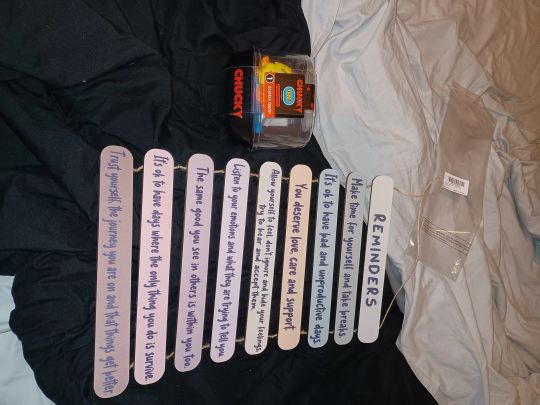 REMINDERS
Make time for yourself and take breaks.
It's ok to have bad and unproductive days.
You deserve love, care and support
Allow yourself to feel, don't ignore and hide your feelings,
Try to hear and accept them.
Listen to your emotions and what they are trying to tell you
The same good you see in others is within you too.
It's ok to have days where the only thing you do is survive.
Trust yourself, the journey you are on and that things get better.
CHUCKY
CHUCKY
1